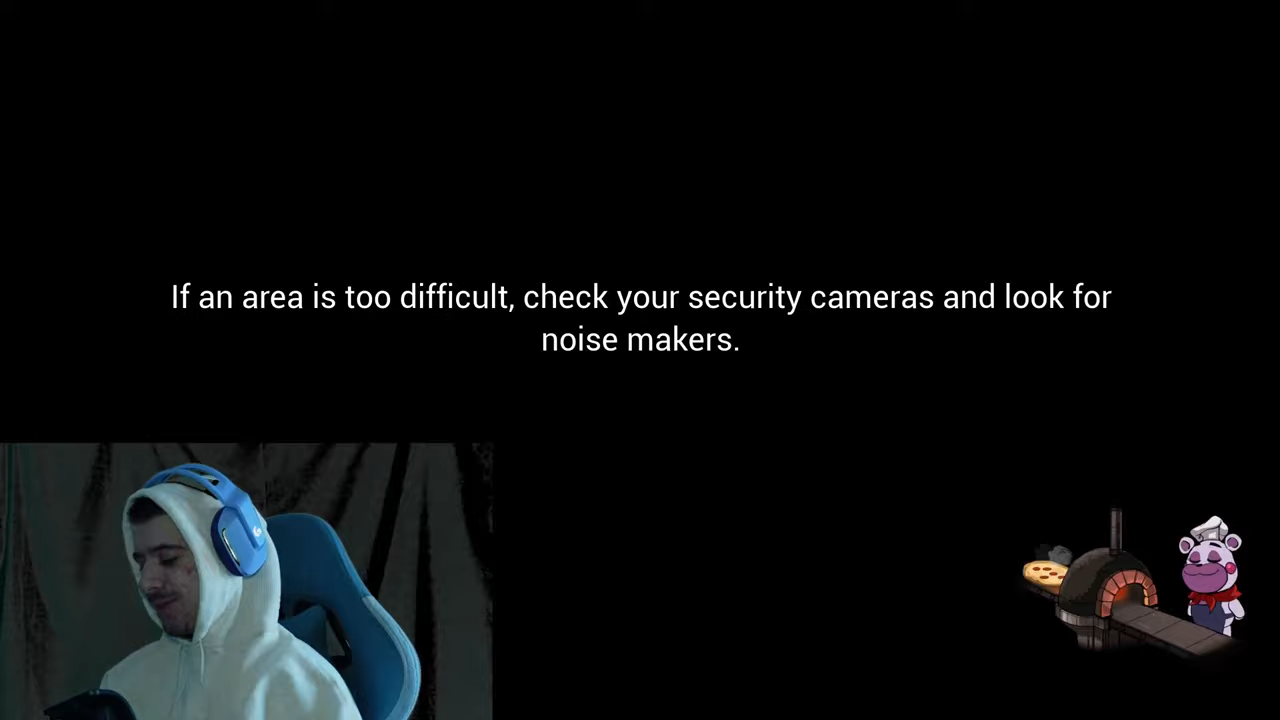 If an area is too difficult, check your security cameras and look for
noise makers.